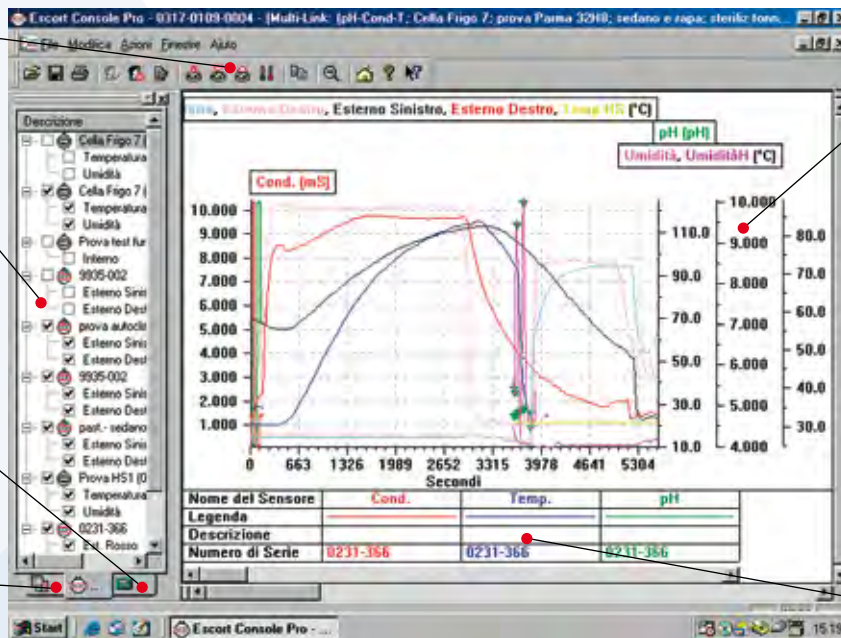 Escort Console Pro - 0317-0109-0004 - [Multi-Link: (pH-Cond-T; Cella Frigo 7; prova Parma 32H8; sedano e rapa; steriliz tonn...
File Modifica Azioni Finestre Aiuto
Descrizione
Cella Frigo 7 (
Temperatura
Umidità
Cella Frigo 7 (
Temperatura
Umidità
Prova test fur
Interno
9935-002
Esterno Sinis
Esterno Dest
prova autocla
Esterno Sinis
Esterno Dest
9935-002
Esterno Sinis
Esterno Dest
past.- sedano
Esterno Sinis
Esterno Dest
Prova HS1 (0
Temperatura
Umidità
0231-366
Est. Rosso
Esterno Destro, Esterno Sinistro, Esterno Destro, Temp HS [°C]
pH [pH]
Umidità, UmiditàH [°C]
Cond. [mS]
10.000
9.000
8.000
7.000
6.000
5.000
4.000
3.000
2.000
1.000
110.0
90.0
70.0
50.0
30.0
10.0
10.000
9.000
8.000
7.000
6.000
5.000
4.000
80.0
70.0
60.0
50.0
40.0
30.0
0 663 1326 1989 2652 3315 3978 4641 5304
Secondi
Nome del Sensore Cond. Temp. pH
Legenda
Descrizione
Numero di Serie 0231-366 0231-366 0231-366
Start Escort Console Pro - ... 15.19